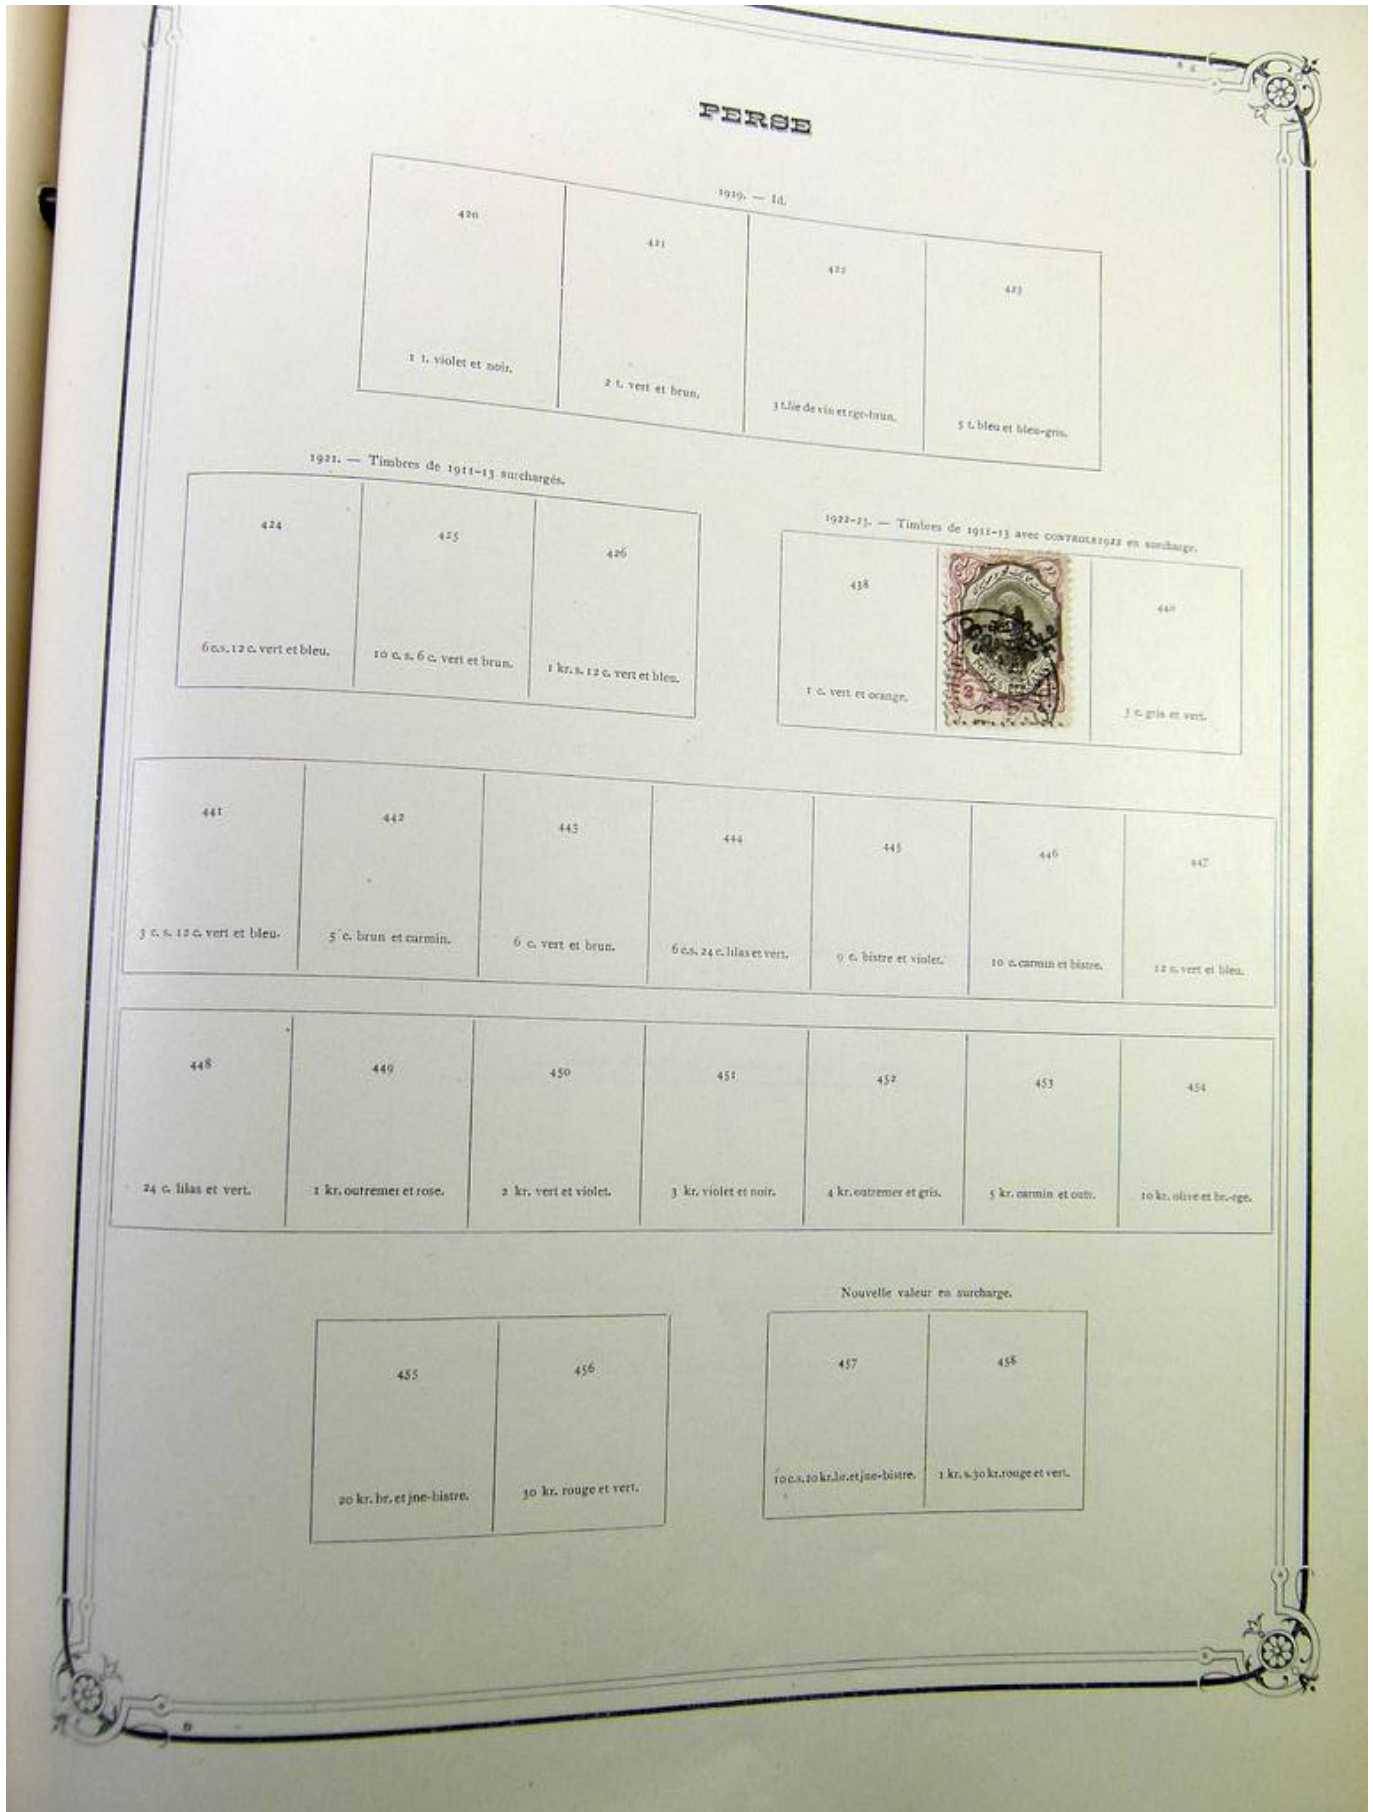 PERSE
1919. — Id.
420
421
422
423
1 t. violet et noir.
2 t. vert et brun.
3 t. lie de vin et rge-brun.
5 t. bleu et bleu-gris.
1921. — Timbres de 1911-13 surchargés.
424
425
426
6 c.s. 12 c. vert et bleu.
10 c. s. 6 c. vert et brun.
1 kr. s. 12 c. vert et bleu.
1922-23. — Timbres de 1911-13 avec CONTROLE 1922 en surcharge.
438
440
1 c. vert et orange.
2
3 c. gris et vert.
441
442
443
444
445
446
447
3 c. s. 12 c. vert et bleu.
5 c. brun et carmin.
6 c. vert et brun.
6 c.s. 24 c. lilas et vert.
9 c. bistre et violet.
10 c. carmin et bistre.
12 c. vert et bleu.
448
449
450
451
452
453
454
24 c. lilas et vert.
1 kr. outremer et rose.
2 kr. vert et violet.
3 kr. violet et noir.
4 kr. outremer et gris.
5 kr. carmin et outr.
10 kr. olive et br.-rge.
455
456
20 kr. br. et jne-bistre.
30 kr. rouge et vert.
Nouvelle valeur en surcharge.
457
458
10 c.s. 20 kr. br. et jne-bistre.
1 kr. s. 30 kr. rouge et vert.